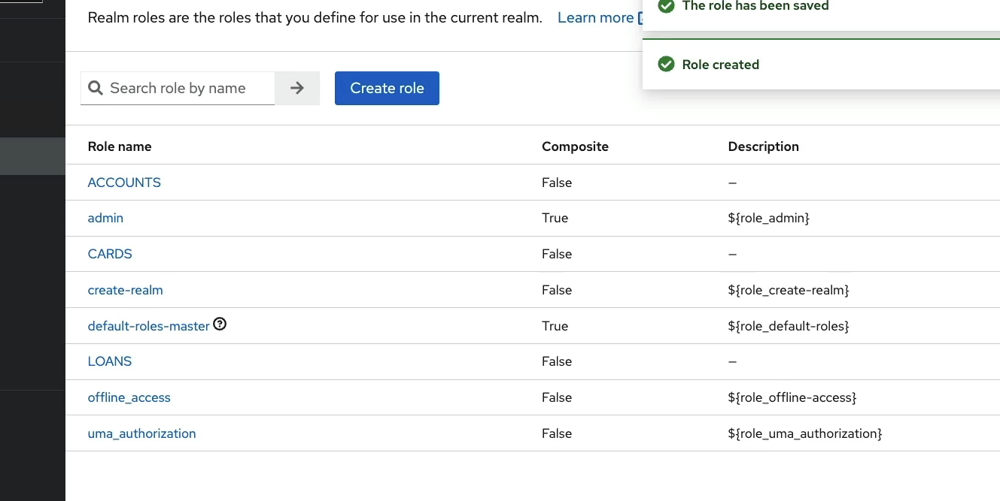 Realm roles are the roles that you define for use in the current realm. Learn more
The role has been saved
Role created
Search role by name
Create role
Role name Composite Description
ACCOUNTS False –
admin True ${role_admin}
CARDS False –
create-realm False ${role_create-realm}
default-roles-master True ${role_default-roles}
LOANS False –
offline_access False ${role_offline-access}
uma_authorization False ${role_uma_authorization}